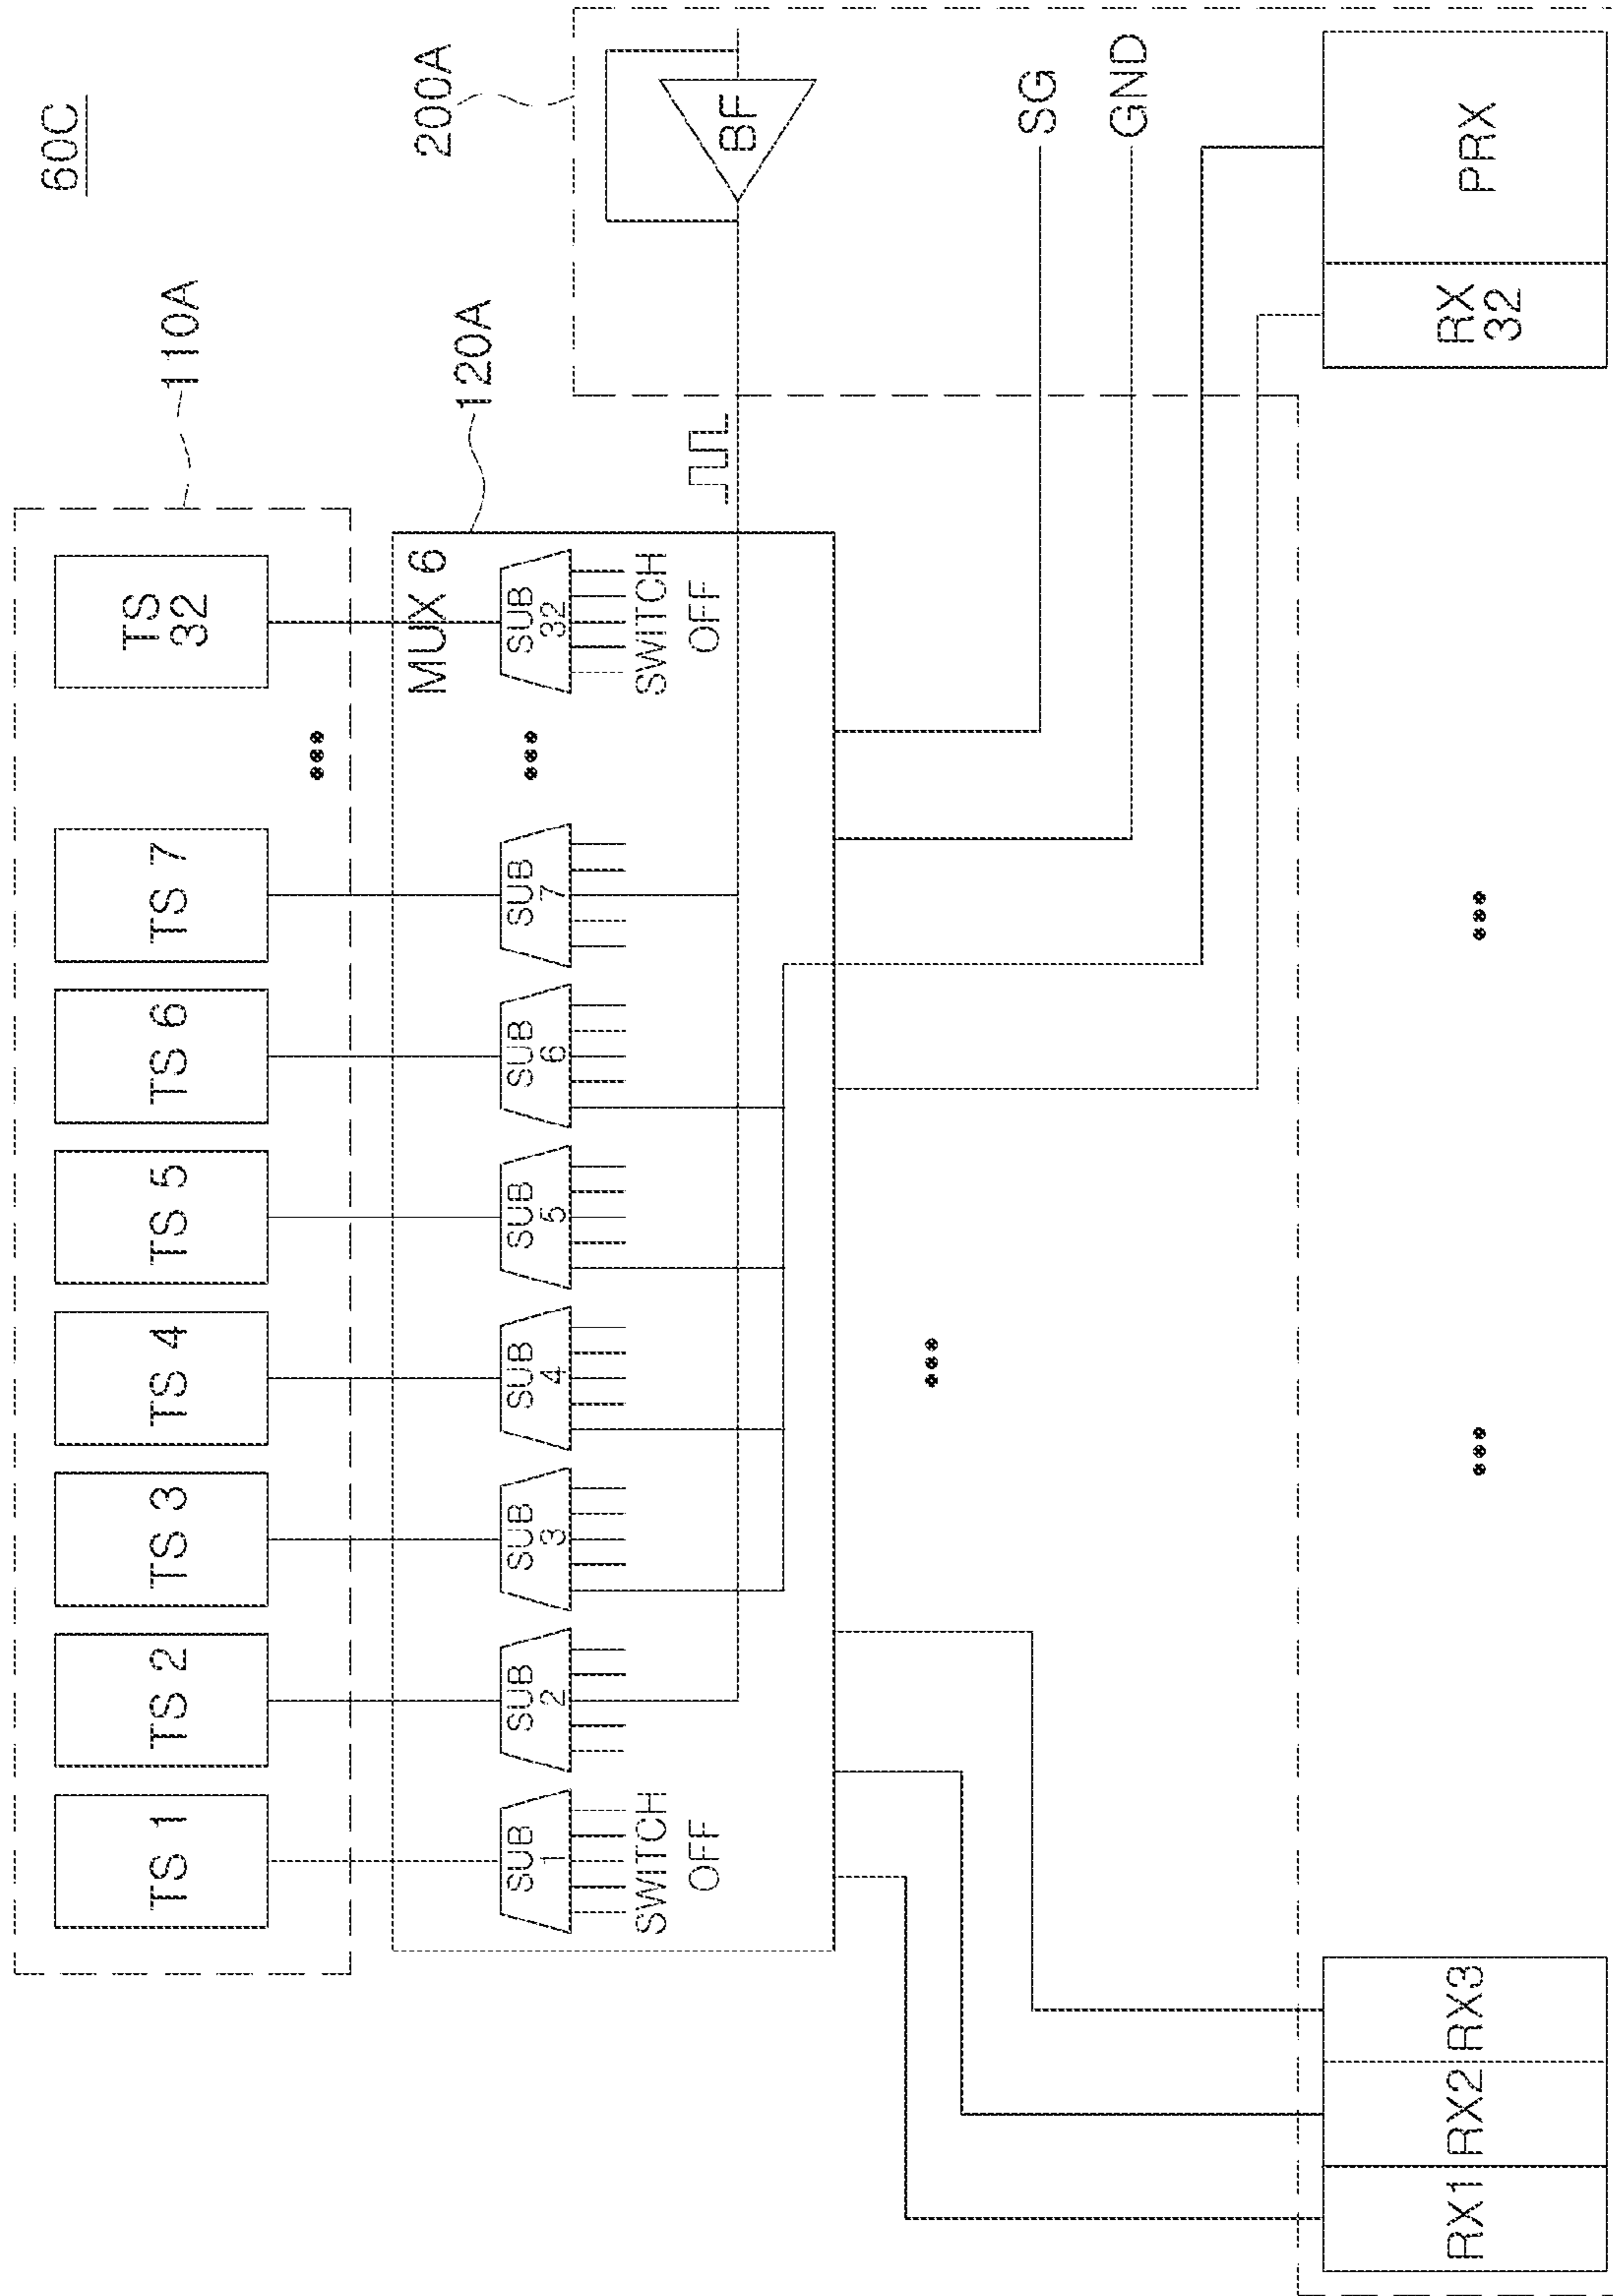 60C
110A
TS 1
TS 2
TS 3
TS 4
TS 5
TS 6
TS 7
TS
32
120A
MUX 6
SUB
1
SUB
2
SUB
3
SUB
4
SUB
5
SUB
6
SUB
7
SUB
32
SWITCH
OFF
SWITCH
OFF
200A
BF
SG
GND
RX1
RX2
RX3
RX
32
PRX